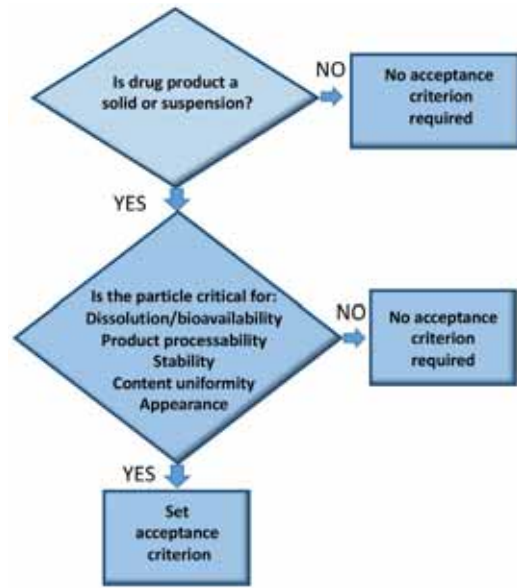 Is drug product a
solid or suspension?
NO
No acceptance
criterion
required
YES
Is the particle critical for:
Dissolution/bioavailability
Product processability
Stability
Content uniformity
Appearance
NO
No acceptance
criterion
required
YES
Set
acceptance
criterion